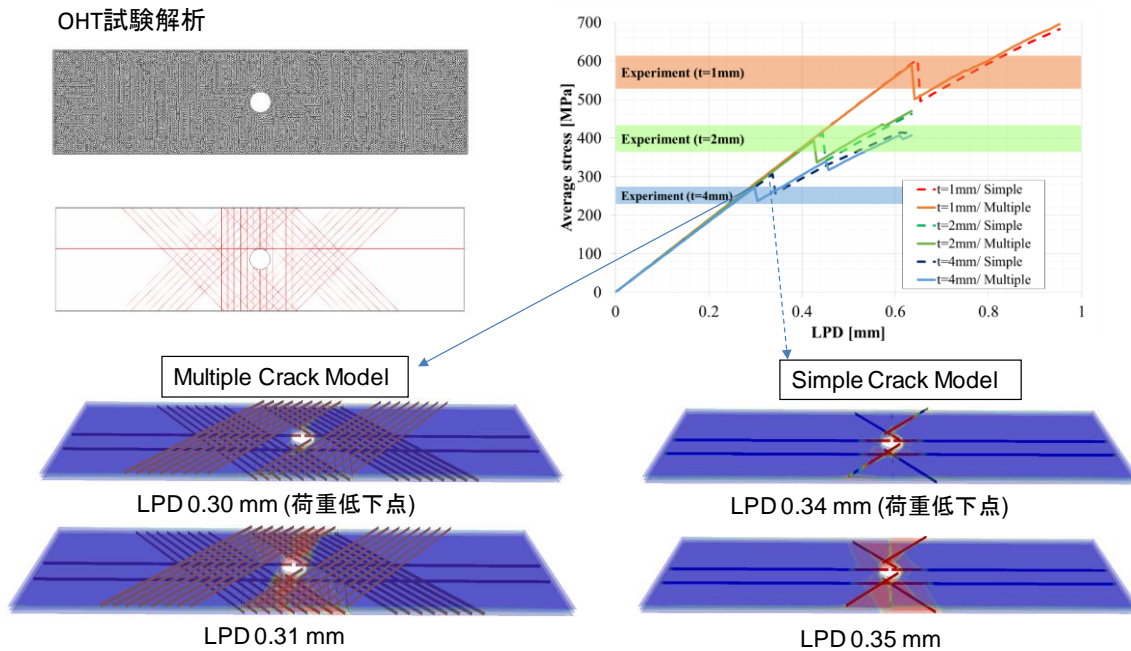 OHT試験解析
700
600
500
400
300
200
100
0
Average stress [MPa]
Experiment (t=1mm)
Experiment (t=2mm)
Experiment (t=4mm)
t=1mm/ Simple
t=1mm/ Multiple
t=2mm/ Simple
t=2mm/ Multiple
t=4mm/ Simple
t=4mm/ Multiple
0 0.2 0.4 0.6 0.8 1
LPD [mm]
Multiple Crack Model
LPD 0.30 mm (荷重低下点)
LPD 0.31 mm
Simple Crack Model
LPD 0.34 mm (荷重低下点)
LPD 0.35 mm